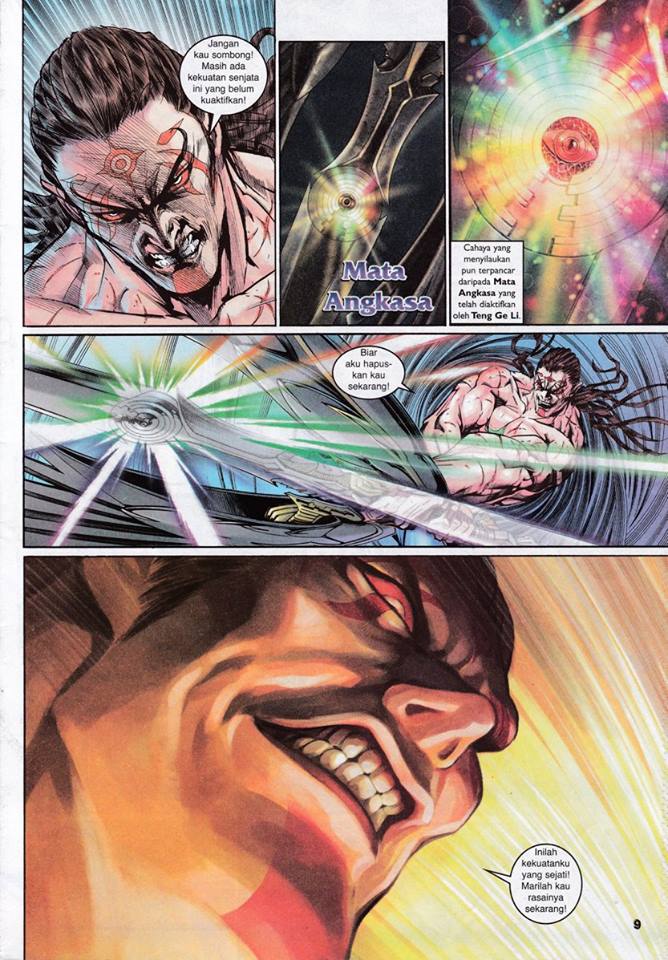 Jangan
kau sombong!
Masih ada
kekuatan senjata
ini yang belum
kuaktifkan!
Mata
Angkasa
Cahaya yang
menyilaukan
pun terpancar
daripada Mata
Angkasa yang
telah diaktifkan
oleh Teng Ge Li.
Biar
aku hapus-
kan kau
sekarang!
Inilah
kekuatanku
yang sejati!
Marilah kau
rasainya
sekarang!
9